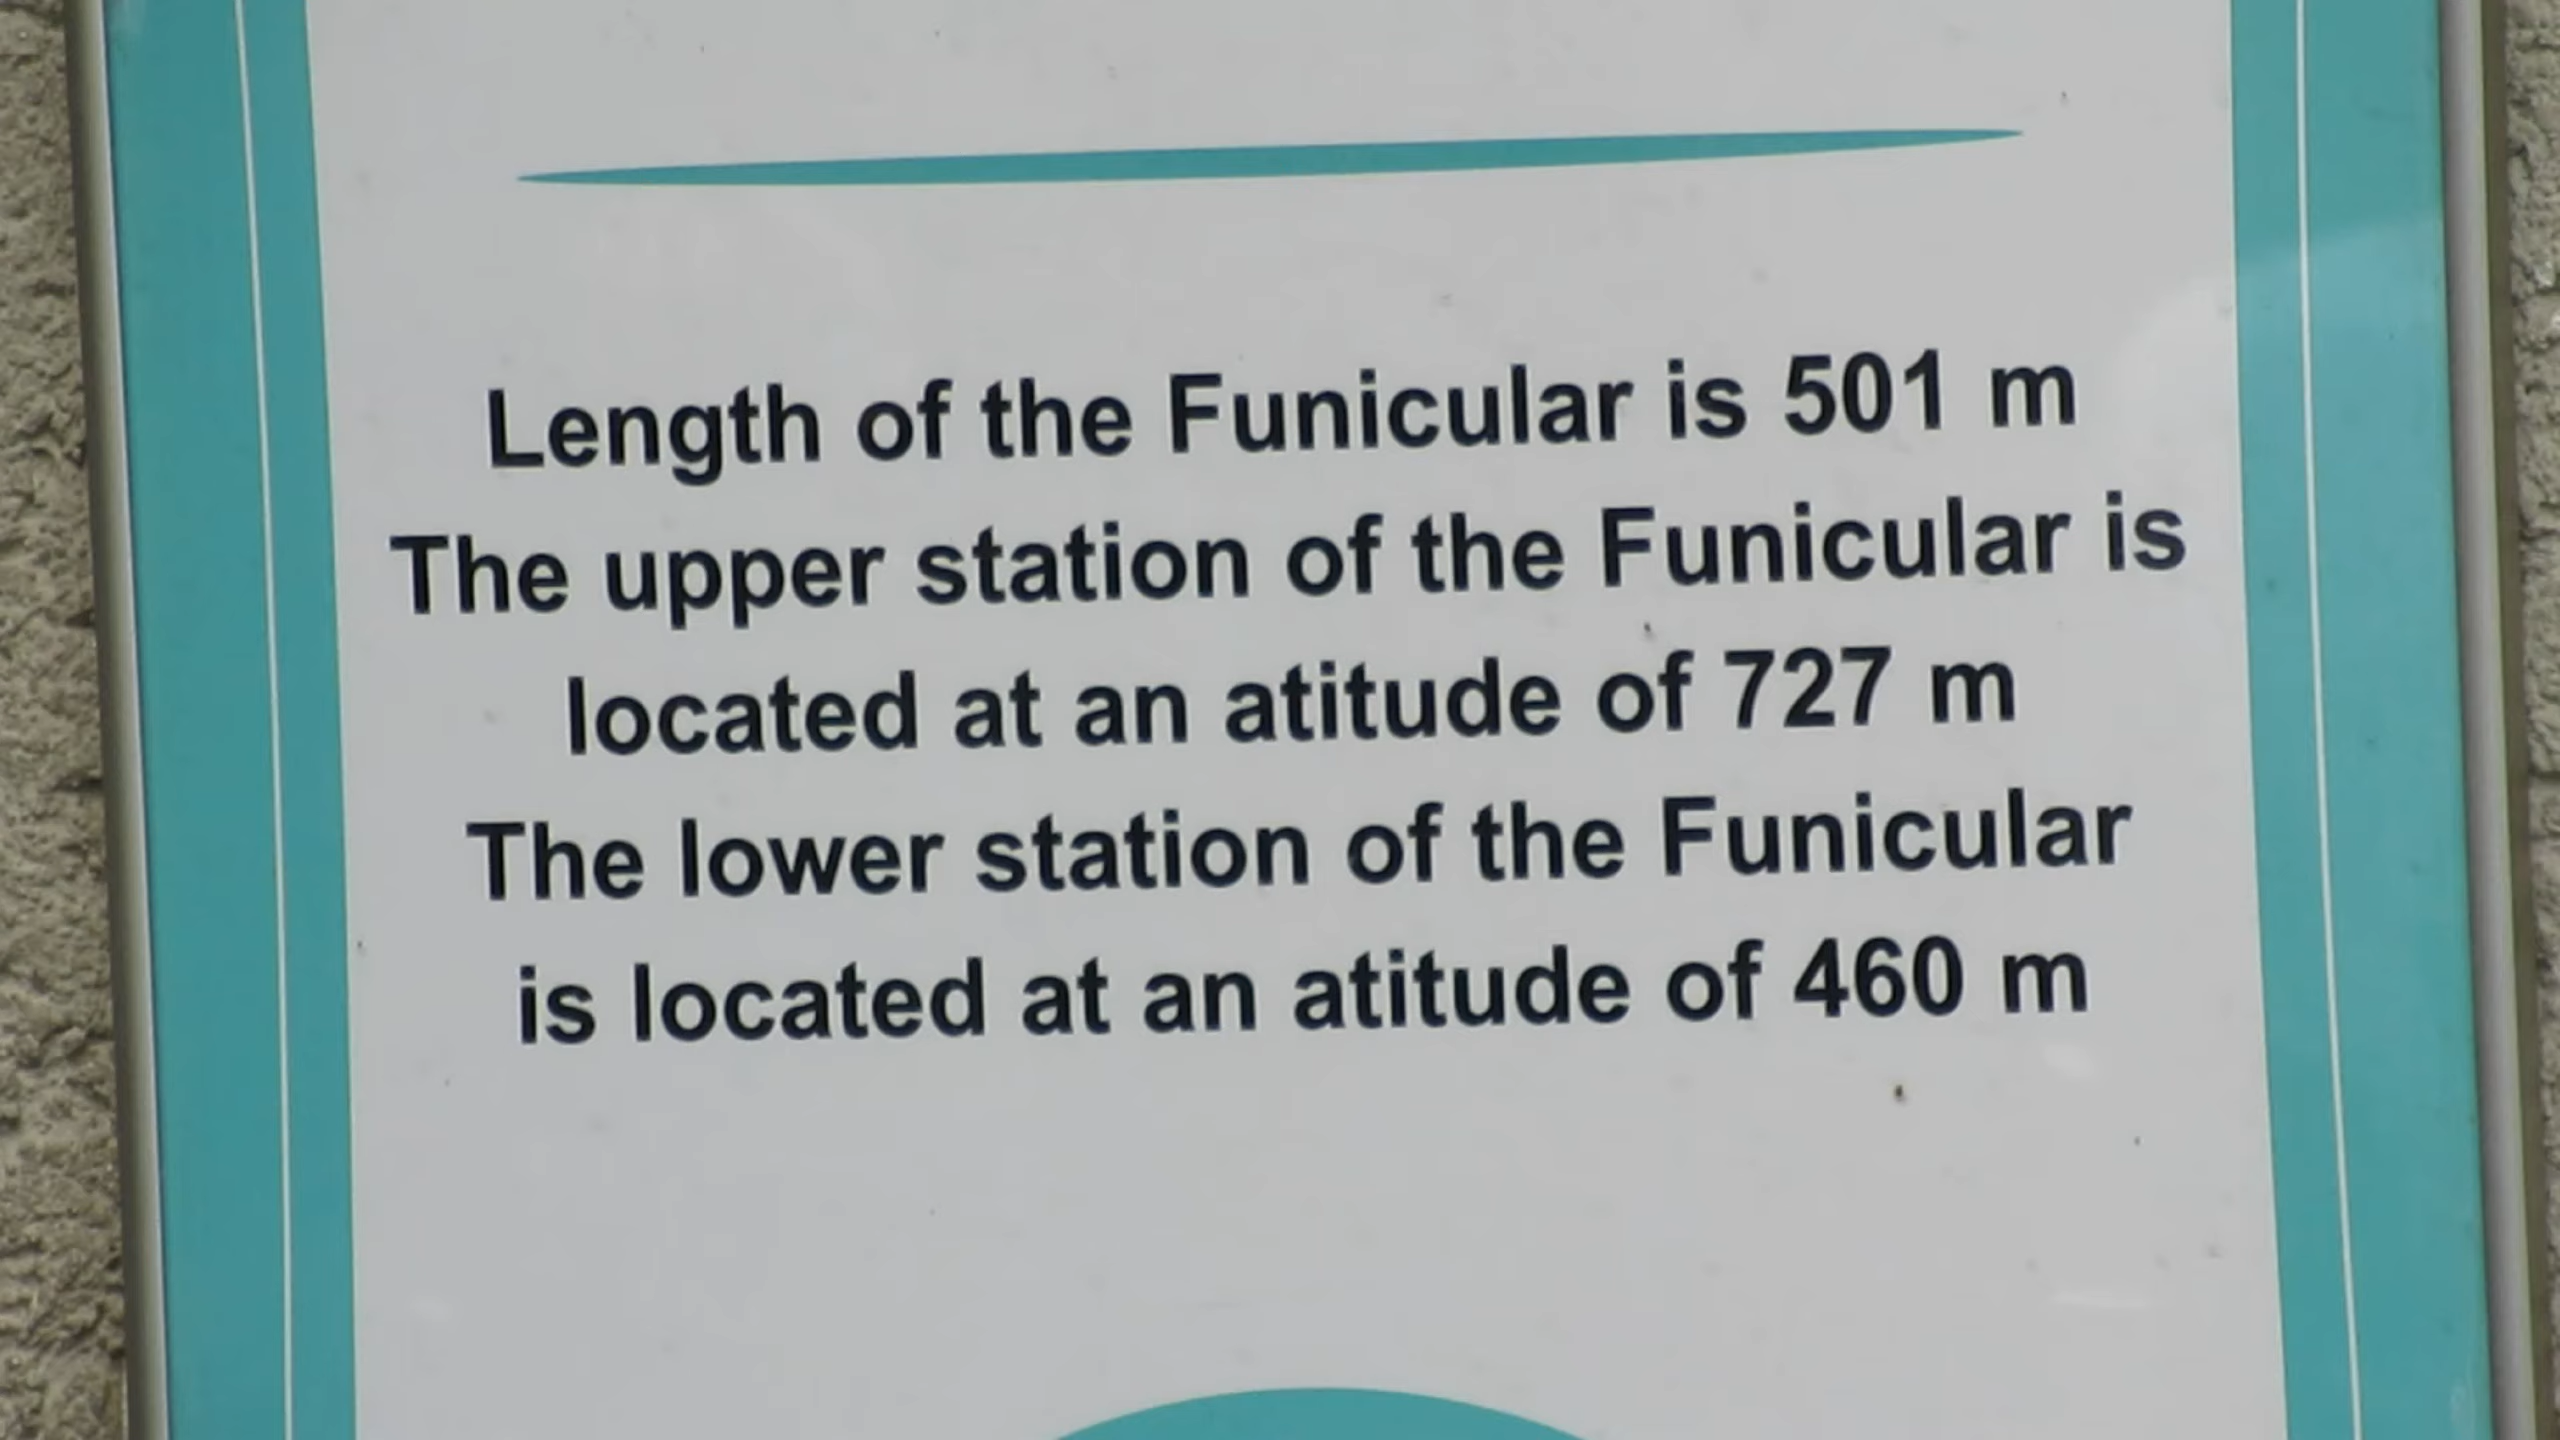 Length of the Funicular is 501 m
The upper station of the Funicular is
located at an atitude of 727 m
The lower station of the Funicular
is located at an atitude of 460 m